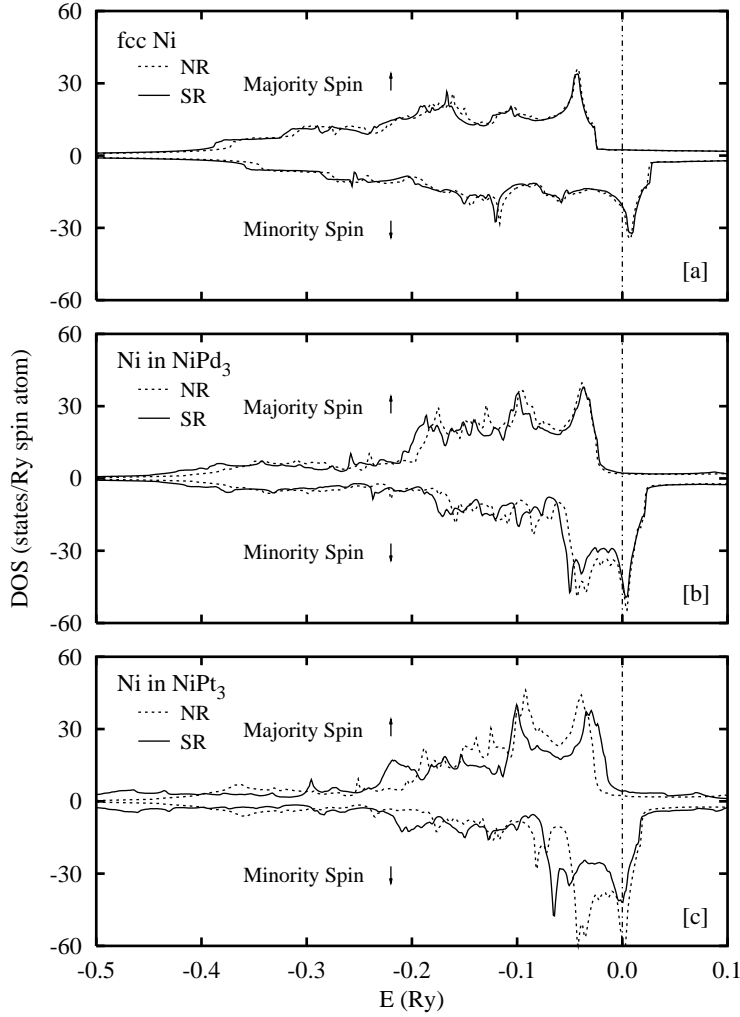 60
fcc Ni
NR
SR
Majority Spin ↑
30
0
-30
Minority Spin ↓
[a]
-60
60
Ni in NiPd3
NR
SR
Majority Spin ↑
30
0
-30
Minority Spin ↓
[b]
-60
60
Ni in NiPt3
NR
SR
Majority Spin ↑
30
0
-30
Minority Spin ↓
[c]
-60
DOS (states/Ry spin atom)
-0.5 -0.4 -0.3 -0.2 -0.1 0.0 0.1
E (Ry)